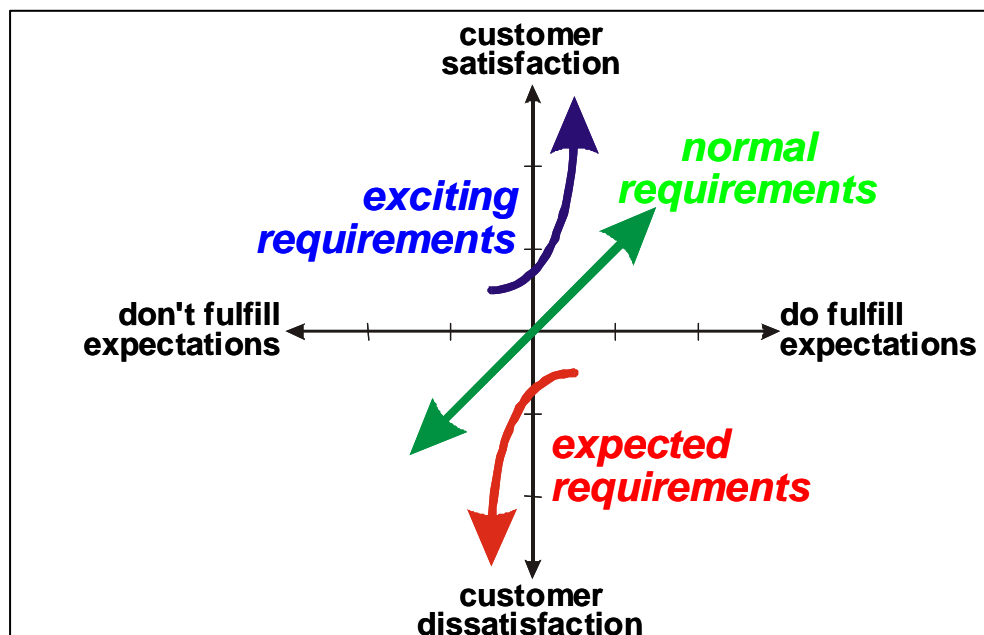 customer
satisfaction
normal
requirements
exciting
requirements
don't fulfill
expectations
do fulfill
expectations
expected
requirements
customer
dissatisfaction